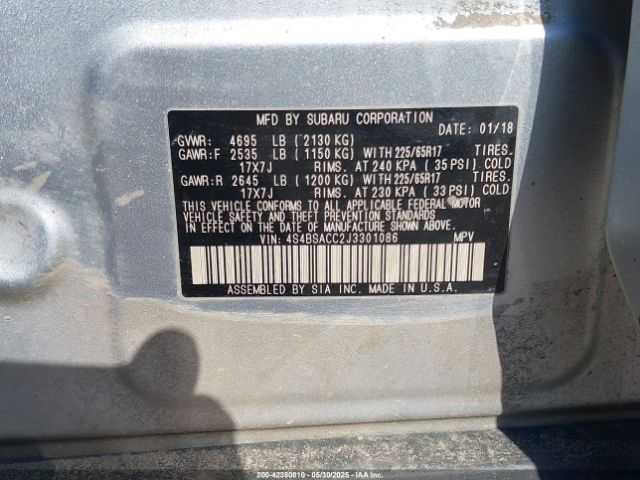 MFD BY SUBARU CORPORATION
DATE: 01/18
GVWR: 4695 LB (2130 KG)
GAWR:F 2535 LB (1150 KG) WITH 225/65R17 TIRES.
17X7J RIMS. AT 240 KPA (35 PSI) COLD
GAWR:R 2645 LB (1200 KG) WITH 225/65R17 TIRES.
17X7J RIMS. AT 230 KPA (33 PSI) COLD
THIS VEHICLE CONFORMS TO ALL APPLICABLE FEDERAL MOTOR
VEHICLE SAFETY AND THEFT PREVENTION STANDARDS
IN EFFECT ON THE DATE OF MANUFACTURE SHOWN ABOVE.
VIN: 4S4BSACC2J3301086 MPV
ASSEMBLED BY SIA INC. MADE IN U.S.A.
000-42380810 - 05/30/2025 - IAAI.COM